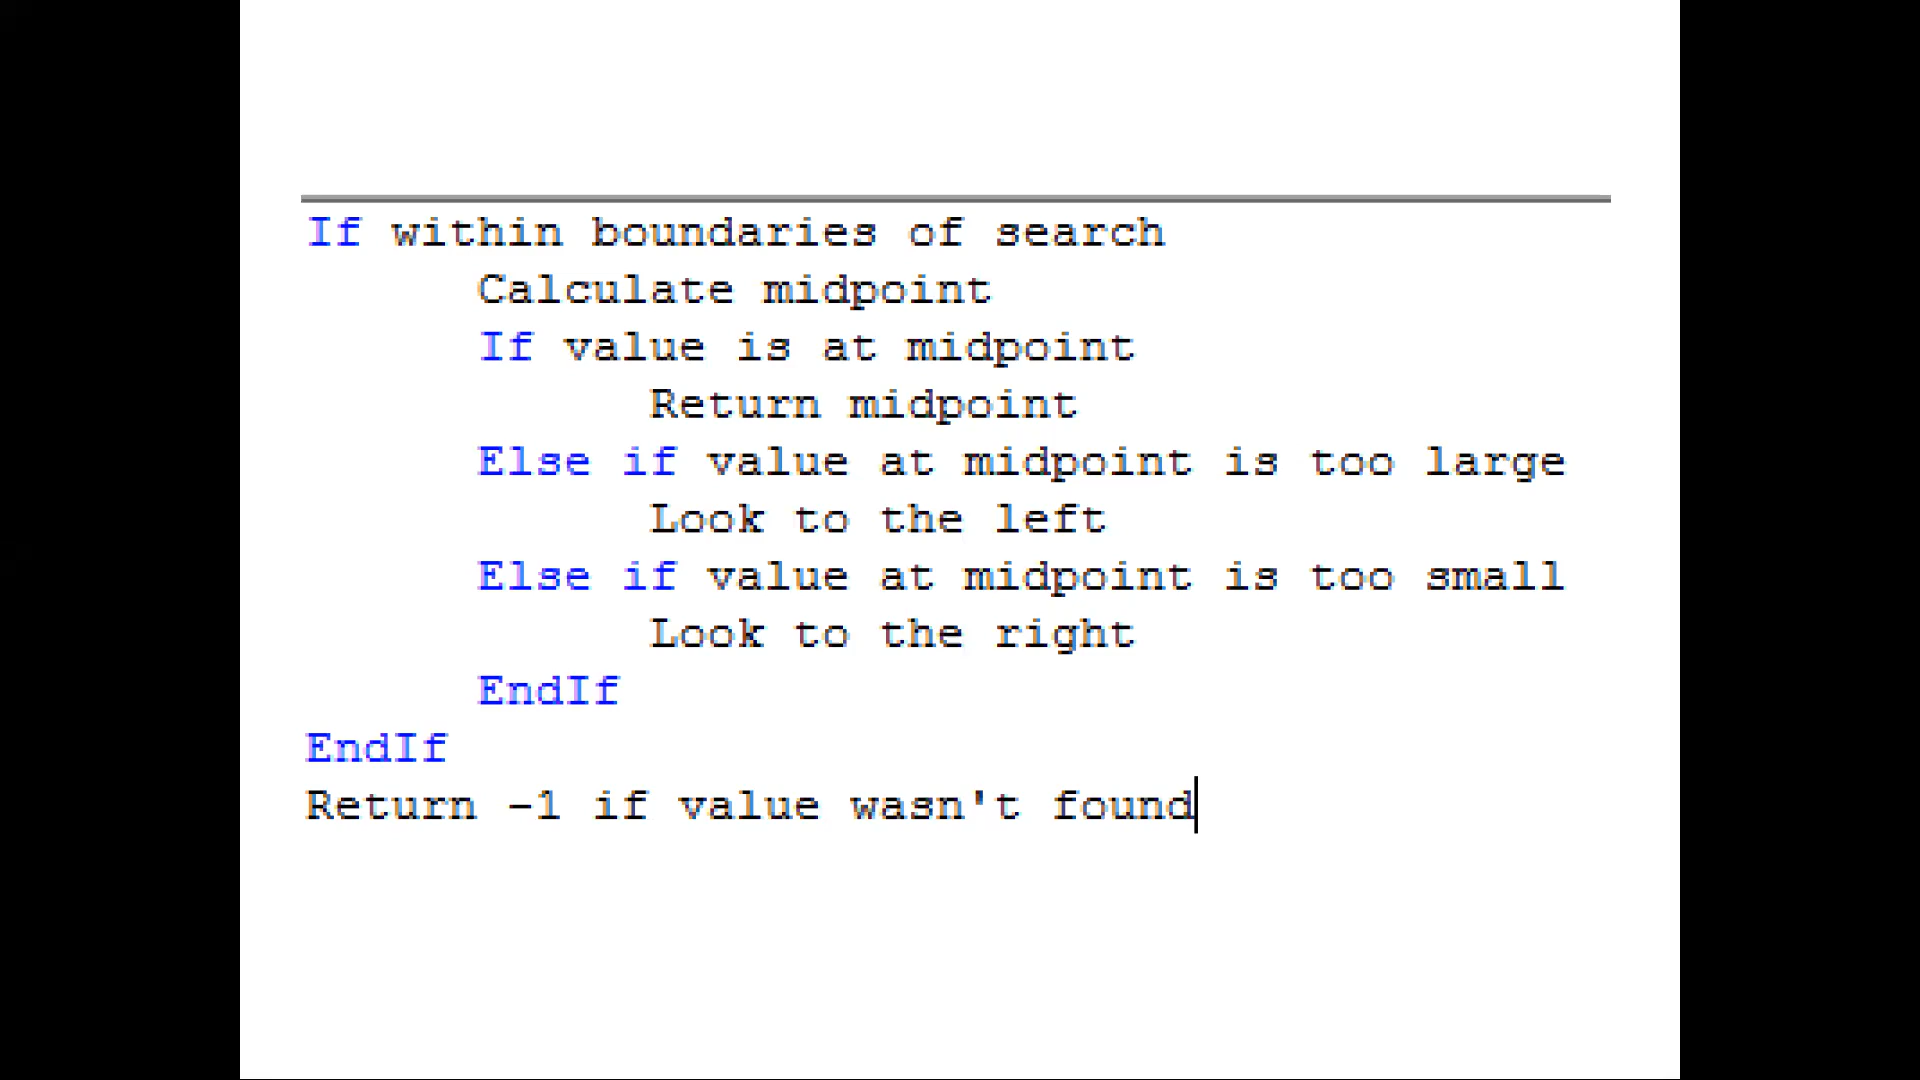 If within boundaries of search
Calculate midpoint
If value is at midpoint
Return midpoint
Else if value at midpoint is too large
Look to the left
Else if value at midpoint is too small
Look to the right
EndIf
EndIf
Return -1 if value wasn't found